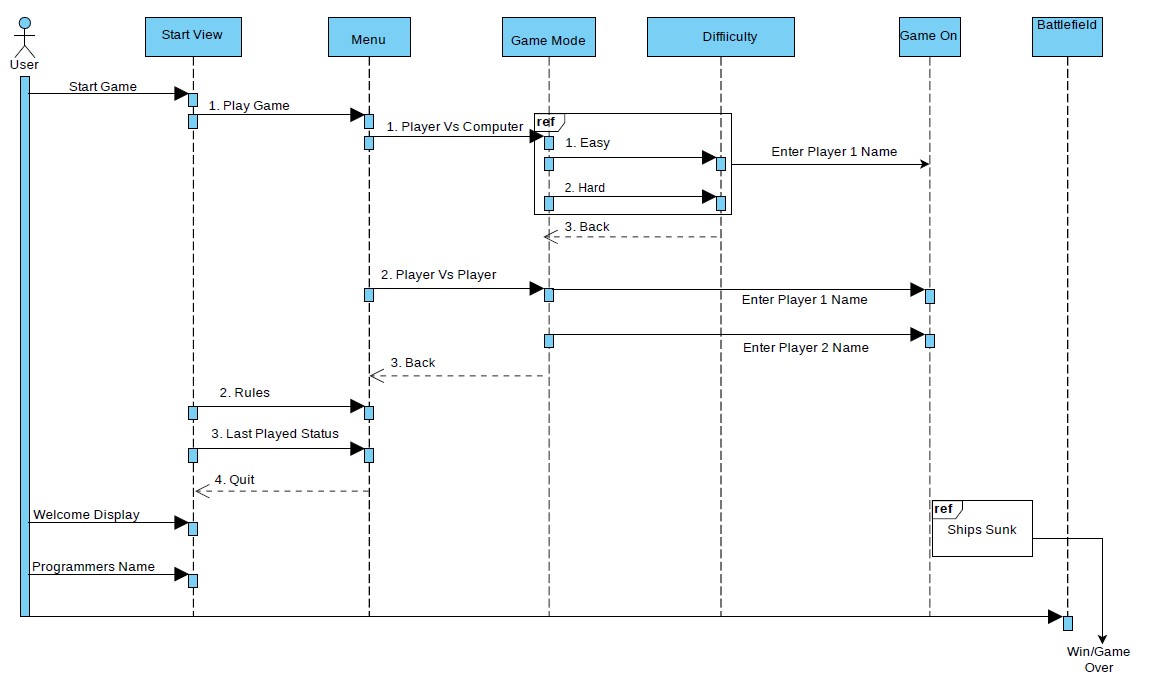 User
Start View
Menu
Game Mode
Diffiiculty
Game On
Battlefield
Start Game
1. Play Game
1. Player Vs Computer
ref
1. Easy
Enter Player 1 Name
2. Hard
3. Back
2. Player Vs Player
Enter Player 1 Name
Enter Player 2 Name
3. Back
2. Rules
3. Last Played Status
4. Quit
Welcome Display
ref
Ships Sunk
Programmers Name
Win/Game
Over